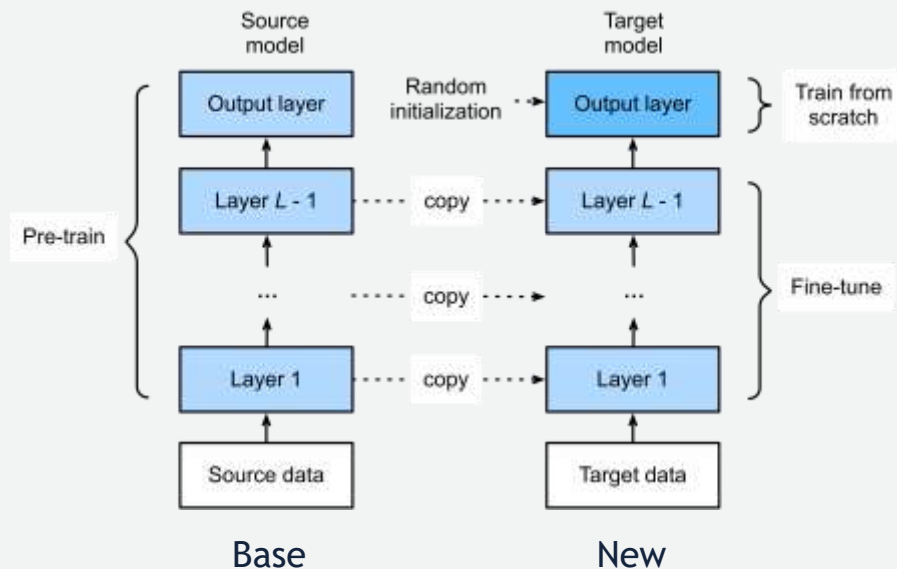 Source
model
Target
model
Output layer
Random
initialization
Output layer
Train from
scratch
Layer L - 1
copy
Layer L - 1
Pre-train
...
copy
...
Fine-tune
Layer 1
copy
Layer 1
Source data
Target data
Base
New